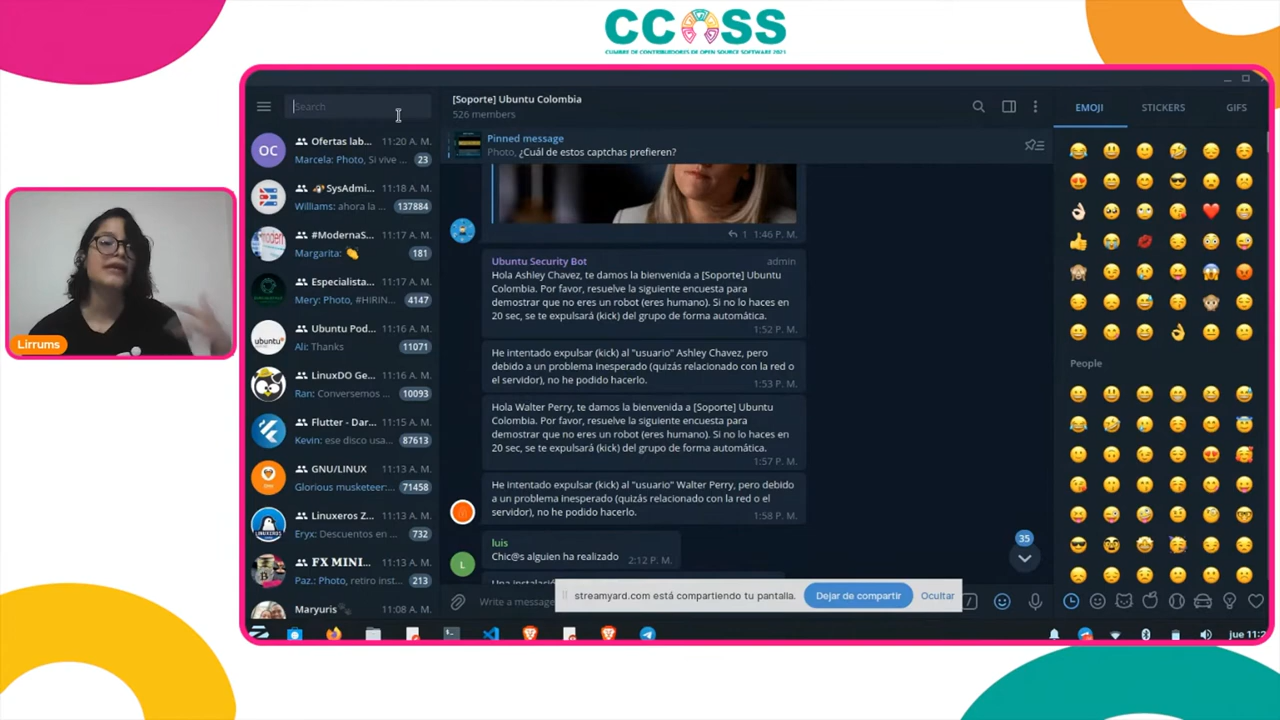 CCOSS
CUMBRE DE CONTRIBUIDORES DE OPEN SOURCE SOFTWARE 2021
Lirrums
Search
Ofertas lab... 11:20 A. M.
Marcela: Photo, Si vive ... 23
OC
SysAdmi... 11:18 A. M.
Williams: ahora la ... 137884
#ModernaS... 11:17 A. M.
Margarita: 👏 181
Especialista... 11:17 A. M.
Mery: Photo, #HIRIN... 4147
Ubuntu Pod... 11:16 A. M.
Ali: Thanks 11071
ubuntu
LinuxDO Ge... 11:16 A. M.
Ran: Conversemos ... 10093
Flutter - Dar... 11:15 A. M.
Kevin: ese disco usa... 87613
GNU/LINUX 11:13 A. M.
Glorious musketeer:... 71458
Linuxeros Z... 11:13 A. M.
Eryx: Descuentos en ... 732
FX MINI... 11:13 A. M.
Paz.: Photo, retiro inst... 213
Maryuris 11:08 A. M.
[Soporte] Ubuntu Colombia
526 members
Pinned message
Photo, ¿Cuál de estos captchas prefieren?
1 1:46 P. M.
Ubuntu Security Bot admin
Hola Ashley Chavez, te damos la bienvenida a [Soporte] Ubuntu
Colombia. Por favor, resuelve la siguiente encuesta para
demostrar que no eres un robot (eres humano). Si no lo haces en
20 sec, se te expulsará (kick) del grupo de forma automática.
1:52 P. M.
He intentado expulsar (kick) al "usuario" Ashley Chavez, pero
debido a un problema inesperado (quizás relacionado con la red o
el servidor), no he podido hacerlo. 1:53 P. M.
Hola Walter Perry, te damos la bienvenida a [Soporte] Ubuntu
Colombia. Por favor, resuelve la siguiente encuesta para
demostrar que no eres un robot (eres humano). Si no lo haces en
20 sec, se te expulsará (kick) del grupo de forma automática.
1:57 P. M.
He intentado expulsar (kick) al "usuario" Walter Perry, pero debido
a un problema inesperado (quizás relacionado con la red o el
servidor), no he podido hacerlo. 1:58 P. M.
luis
L
Chic@s alguien ha realizado 2:12 P. M.
35
Write a message
streamyard.com está compartiendo tu pantalla. Dejar de compartir Ocultar
EMOJI STICKERS GIFS
People
jue 11:2